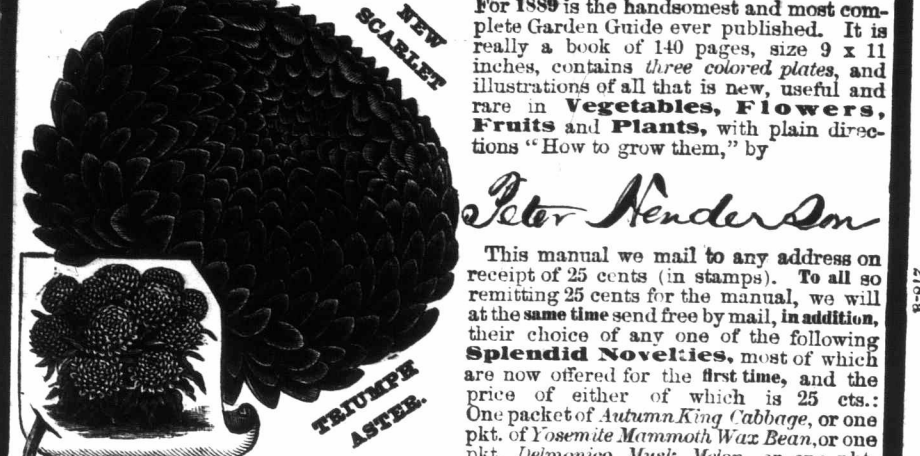 NEW
SCARLET
TRIUMPH
ASTER.
For 1889 is the handsomest and most com-
plete Garden Guide ever published. It is
really a book of 140 pages, size 9 x 11
inches, contains three colored plates, and
illustrations of all that is new, useful and
rare in Vegetables, Flowers,
Fruits and Plants, with plain direc-
tions "How to grow them," by
Peter Henderson
This manual we mail to any address on
receipt of 25 cents (in stamps). To all so
remitting 25 cents for the manual, we will
at the same time send free by mail, in addition,
their choice of any one of the following
Splendid Novelties, most of which
are now offered for the first time, and the
price of either of which is 25 cts.:
One packet of Autumn King Cabbage, or one
pkt. of Yosemite Mammoth Wax Bean, or one
pkt. Delmonico Musk Melon, or one pkt.